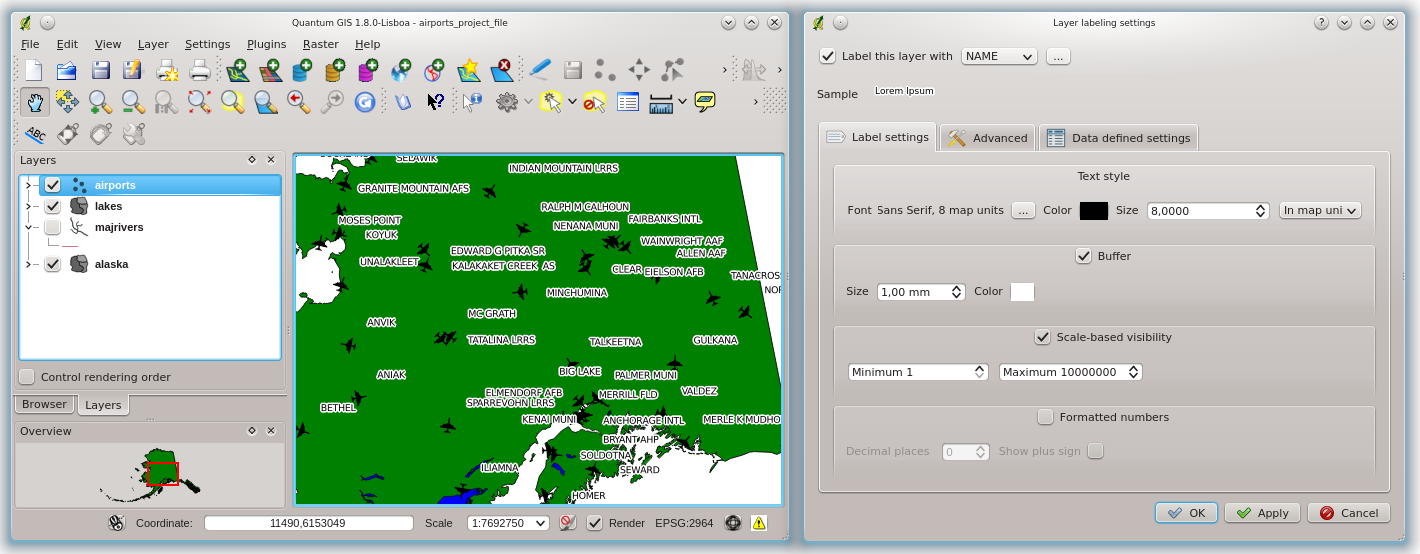 Quantum GIS 1.8.0-Lisboa - airports_project_file
File Edit View Layer Settings Plugins Raster Help
ABC
Layers
airports
lakes
majrivers
alaska
Control rendering order
Browser Layers
Overview
SELAWIK
INDIAN MOUNTAIN LRRS
GRANITE MOUNTAIN AFS
RALPH M CALHOUN
MOSES POINT
FAIRBANKS INTL
NENANA MUNI
KOYUK
WAINWRIGHT AAF
EDWARD G PITKA SR
ALLEN AAF
UNALAKLEET
KALAKAKET CREEK AS
CLEAR
EIELSON AFB
TANACROS
NOR
MINCHUMINA
MC GRATH
ANVIK
TATALINA LRRS
TALKEETNA
GULKANA
BIG LAKE
ANIAK
PALMER MUNI
ELMENDORF AFB
MERRILL FLD
VALDEZ
SPARREVOHN LRRS
BETHEL
KENAI MUNI
ANCHORAGE INTL
MERLE K MUDHO
BRYANT AHP
SOLDOTNA
ILIAMNA
SEWARD
HOMER
Coordinate: 11490,6153049 Scale 1:7692750 Render EPSG:2964
Layer labeling settings
Label this layer with NAME ...
Sample Lorem Ipsum
Label settings Advanced Data defined settings
Text style
Font Sans Serif, 8 map units ... Color Size 8,0000 In map uni
Buffer
Size 1,00 mm Color
Scale-based visibility
Minimum 1 Maximum 10000000
Formatted numbers
Decimal places 0 Show plus sign
OK Apply Cancel